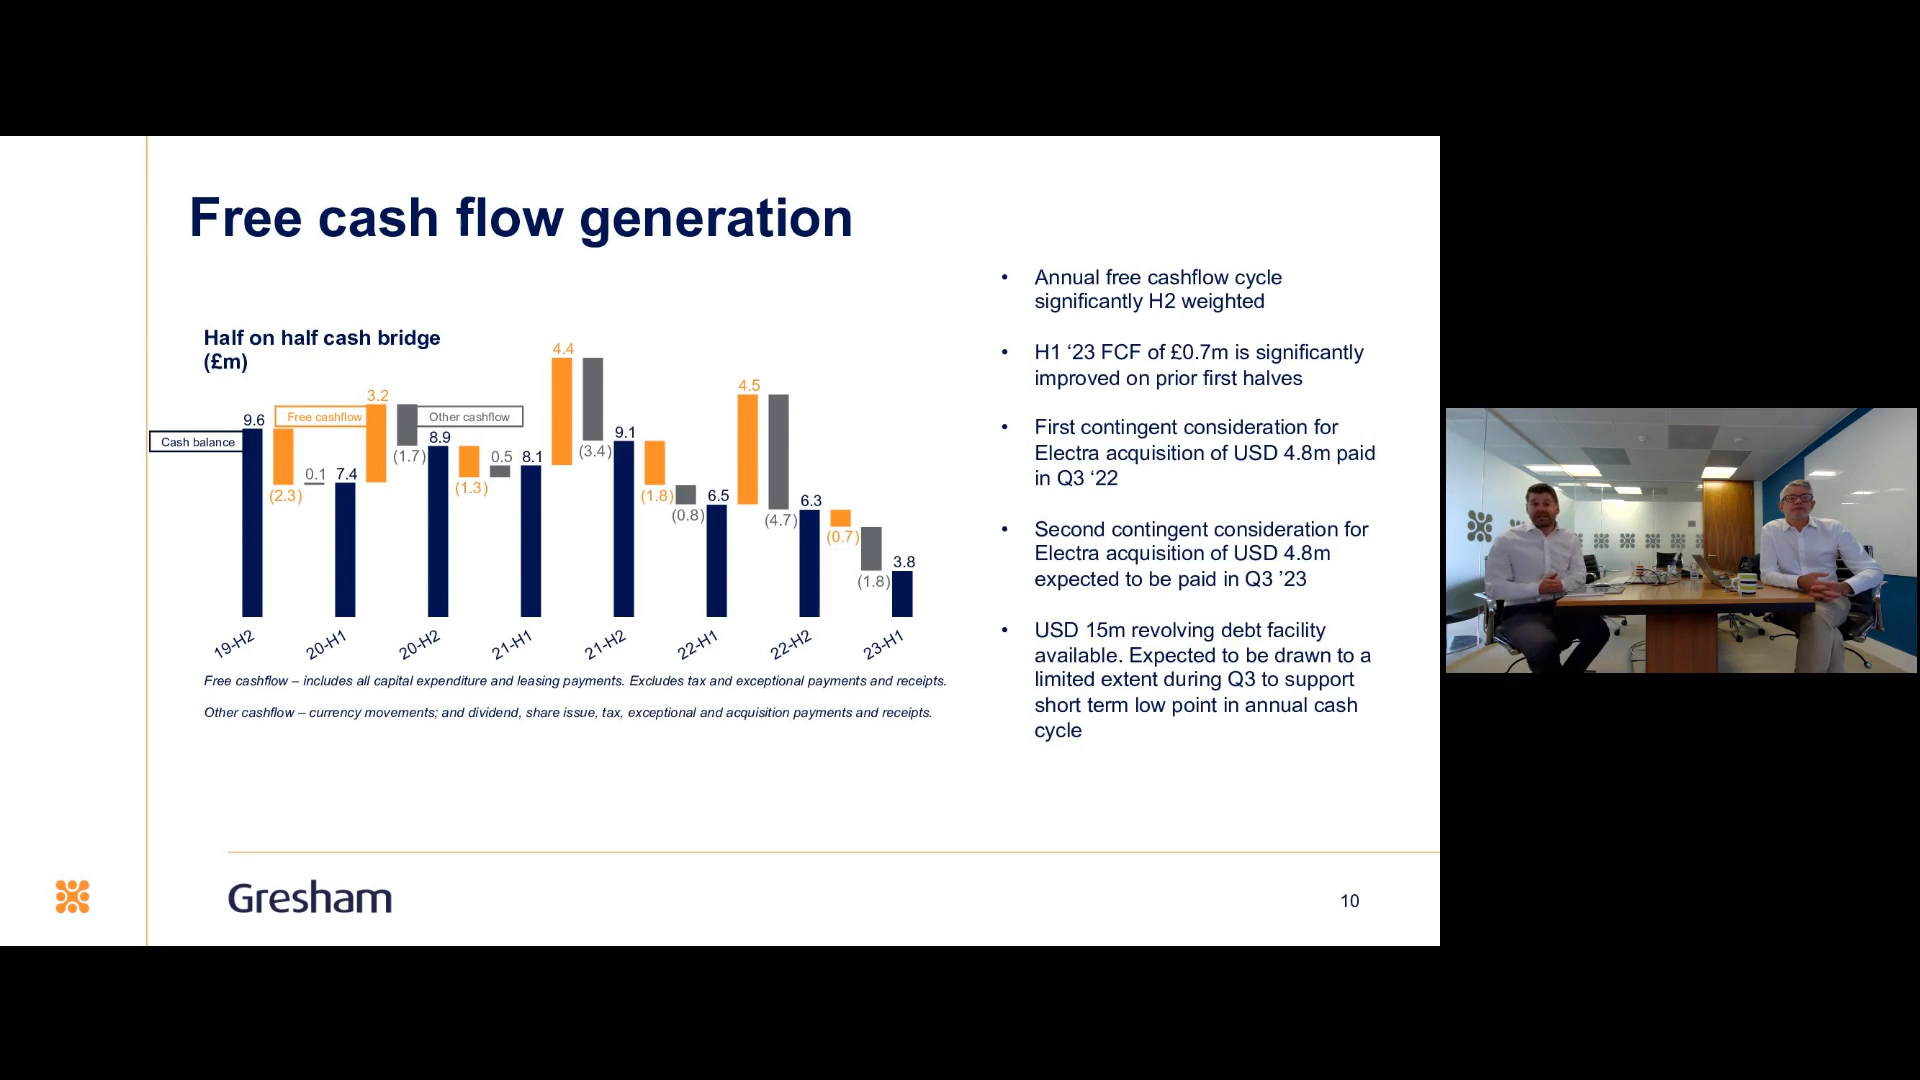 Free cash flow generation
Half on half cash bridge
(£m)
Cash balance
Free cashflow
Other cashflow
9.6
(2.3)
0.1
7.4
3.2
(1.7)
8.9
(1.3)
0.5
8.1
4.4
(3.4)
9.1
(1.8)
(0.8)
6.5
4.5
(4.7)
6.3
(0.7)
(1.8)
3.8
19-H2
20-H1
20-H2
21-H1
21-H2
22-H1
22-H2
23-H1
Free cashflow – includes all capital expenditure and leasing payments. Excludes tax and exceptional payments and receipts.
Other cashflow – currency movements; and dividend, share issue, tax, exceptional and acquisition payments and receipts.
• Annual free cashflow cycle
significantly H2 weighted
• H1 ‘23 FCF of £0.7m is significantly
improved on prior first halves
• First contingent consideration for
Electra acquisition of USD 4.8m paid
in Q3 ‘22
• Second contingent consideration for
Electra acquisition of USD 4.8m
expected to be paid in Q3 ’23
• USD 15m revolving debt facility
available. Expected to be drawn to a
limited extent during Q3 to support
short term low point in annual cash
cycle
Gresham
10